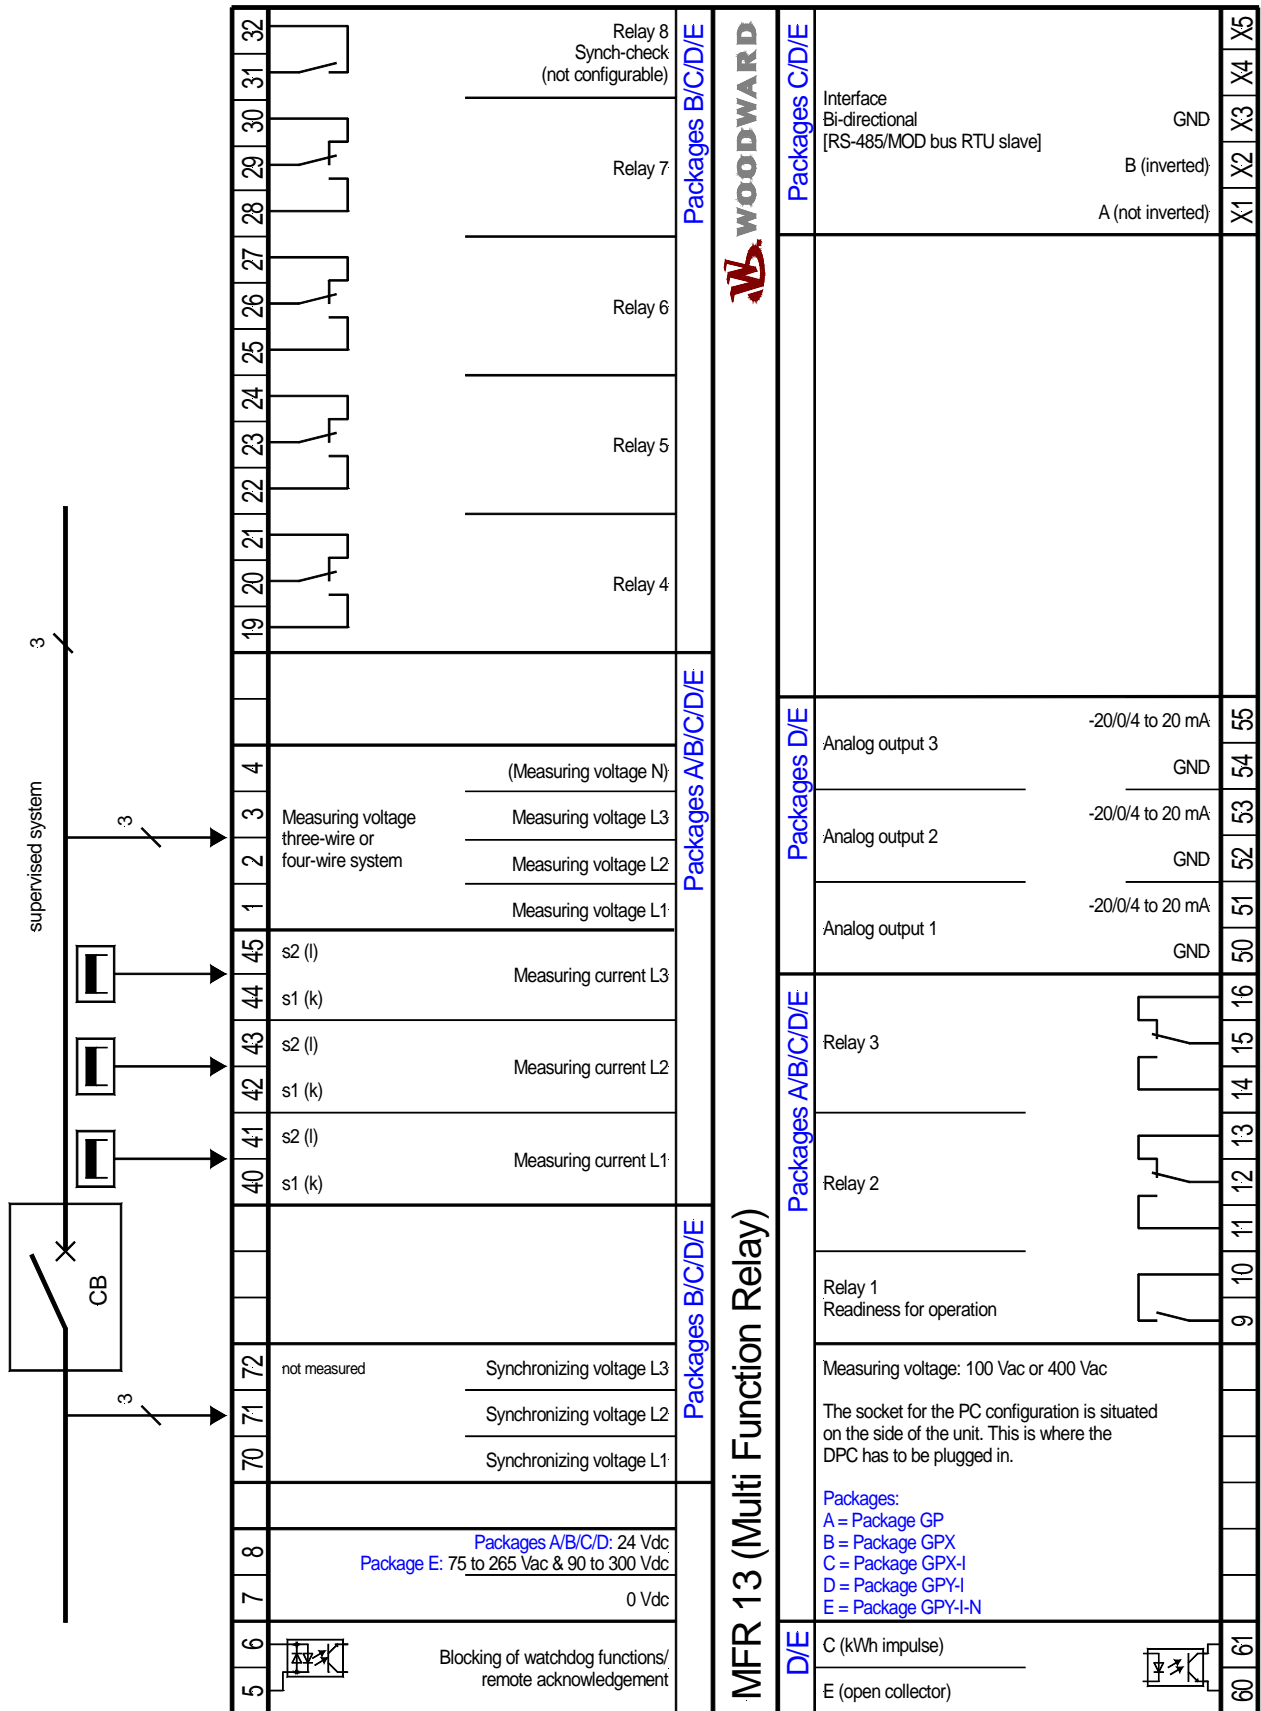 32
31
30
29
28
27
26
25
24
23
22
21
20
19
4
3
2
1
45
44
43
42
41
40
72
71
70
8
7
6
5
Relay 8
Synch-check
(not configurable)
Relay 7
Relay 6
Relay 5
Relay 4
Packages B/C/D/E
3
supervised system
3
CB
3
(Measuring voltage N)
Measuring voltage
three-wire or
four-wire system
Measuring voltage L3
Measuring voltage L2
Measuring voltage L1
s2 (l)
Measuring current L3
s1 (k)
s2 (l)
Measuring current L2
s1 (k)
s2 (l)
Measuring current L1
s1 (k)
Packages A/B/C/D/E
not measured
Synchronizing voltage L3
Synchronizing voltage L2
Synchronizing voltage L1
Packages B/C/D/E
Packages A/B/C/D: 24 Vdc
Package E: 75 to 265 Vac & 90 to 300 Vdc
0 Vdc
Blocking of watchdog functions/
remote acknowledgement
WOODWARD
MFR 13 (Multi Function Relay)
Packages C/D/E
Interface
Bi-directional
[RS-485/MOD bus RTU slave]
GND
B (inverted)
A (not inverted)
X5
X4
X3
X2
X1
Packages D/E
Analog output 3
-20/0/4 to 20 mA
GND
Analog output 2
-20/0/4 to 20 mA
GND
Analog output 1
-20/0/4 to 20 mA
GND
55
54
53
52
51
50
Packages A/B/C/D/E
Relay 3
Relay 2
Relay 1
Readiness for operation
16
15
14
13
12
11
10
9
Measuring voltage: 100 Vac or 400 Vac
The socket for the PC configuration is situated
on the side of the unit. This is where the
DPC has to be plugged in.
Packages:
A = Package GP
B = Package GPX
C = Package GPX-I
D = Package GPY-I
E = Package GPY-I-N
D/E
C (kWh impulse)
E (open collector)
61
60